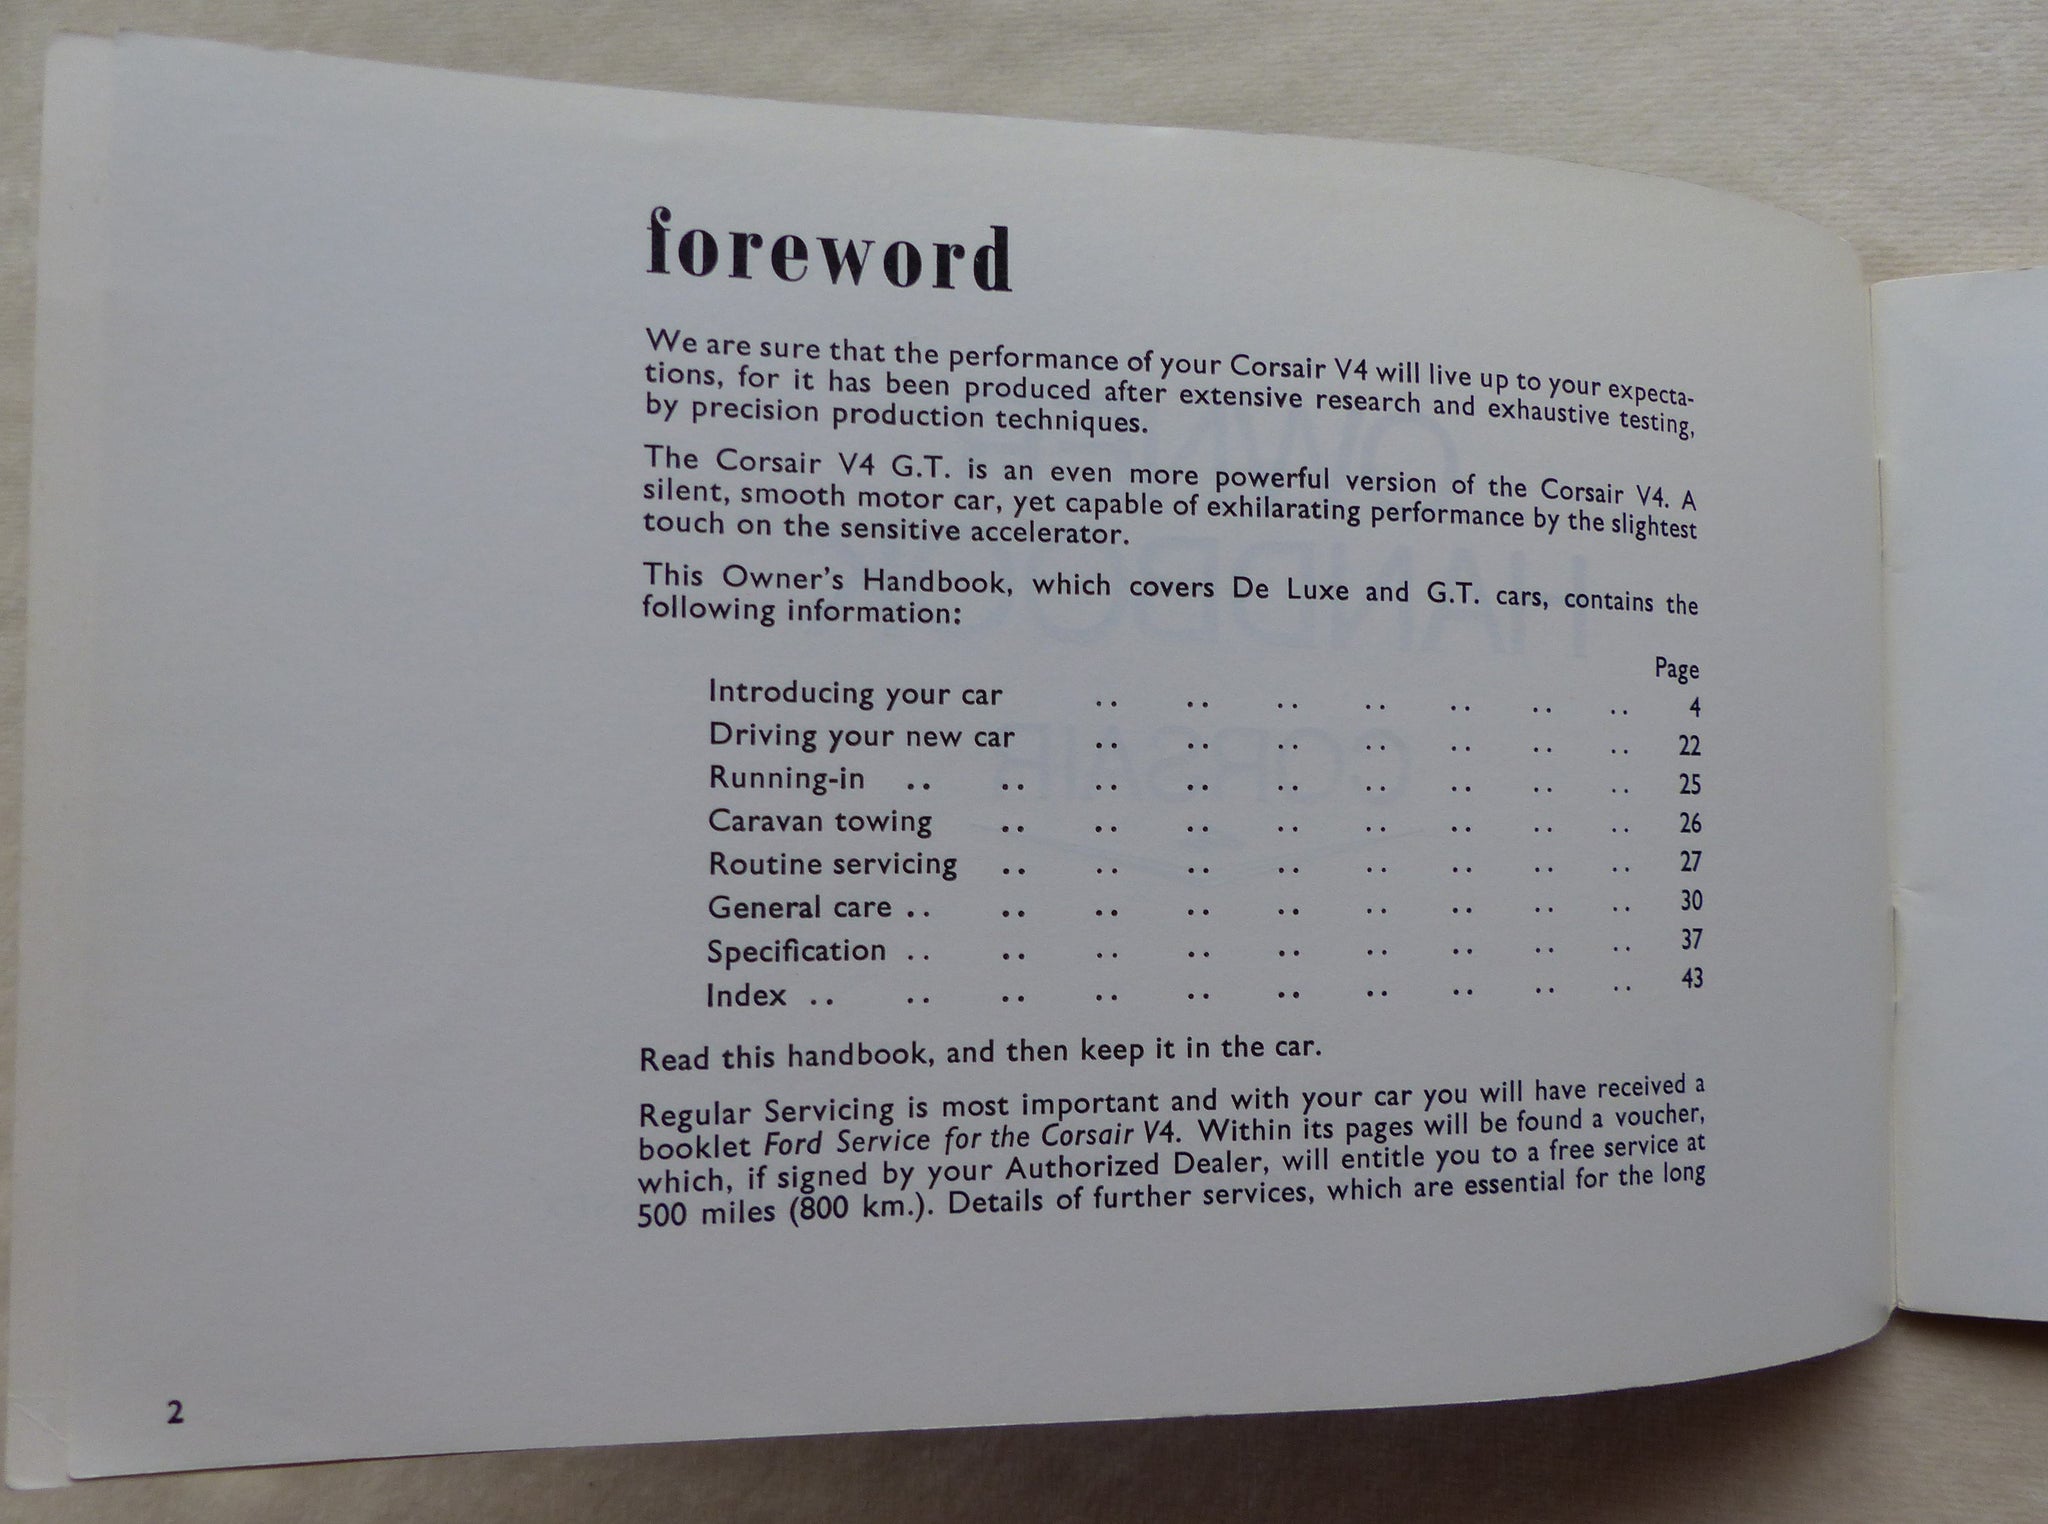 foreword
We are sure that the performance of your Corsair V4 will live up to your expecta-
tions, for it has been produced after extensive research and exhaustive testing,
by precision production techniques.
The Corsair V4 G.T. is an even more powerful version of the Corsair V4. A
silent, smooth motor car, yet capable of exhilarating performance by the slightest
touch on the sensitive accelerator.
This Owner's Handbook, which covers De Luxe and G.T. cars, contains the
following information:
Page
Introducing your car .. .. .. .. .. .. .. 4
Driving your new car .. .. .. .. .. .. .. 22
Running-in .. .. .. .. .. .. .. .. .. 25
Caravan towing .. .. .. .. .. .. .. .. 26
Routine servicing .. .. .. .. .. .. .. .. 27
General care .. .. .. .. .. .. .. .. .. 30
Specification .. .. .. .. .. .. .. .. .. 37
Index .. .. .. .. .. .. .. .. .. .. 43
Read this handbook, and then keep it in the car.
Regular Servicing is most important and with your car you will have received a
booklet Ford Service for the Corsair V4. Within its pages will be found a voucher,
which, if signed by your Authorized Dealer, will entitle you to a free service at
500 miles (800 km.). Details of further services, which are essential for the long
2